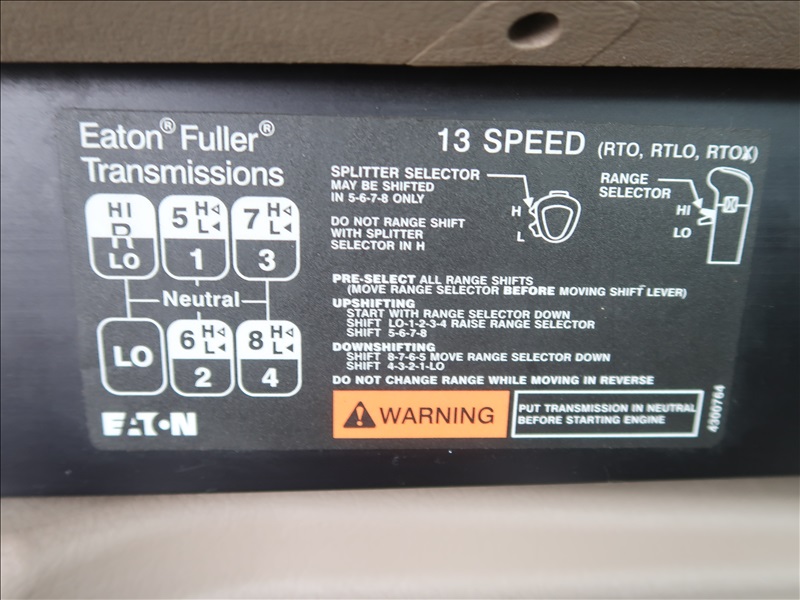 Eaton® Fuller®
Transmissions
13 SPEED (RTO, RTLO, RTOX)
HI
R
LO
5 H◁
L◀
1
7 H◁
L◀
3
Neutral
LO
6 H◁
L◀
2
8 H◁
L◀
4
EATON
SPLITTER SELECTOR
MAY BE SHIFTED
IN 5-6-7-8 ONLY
H
L
DO NOT RANGE SHIFT
WITH SPLITTER
SELECTOR IN H
RANGE
SELECTOR
HI
LO
PRE-SELECT ALL RANGE SHIFTS
(MOVE RANGE SELECTOR BEFORE MOVING SHIFT LEVER)
UPSHIFTING
START WITH RANGE SELECTOR DOWN
SHIFT LO-1-2-3-4 RAISE RANGE SELECTOR
SHIFT 5-6-7-8
DOWNSHIFTING
SHIFT 8-7-6-5 MOVE RANGE SELECTOR DOWN
SHIFT 4-3-2-1-LO
DO NOT CHANGE RANGE WHILE MOVING IN REVERSE
WARNING
PUT TRANSMISSION IN NEUTRAL
BEFORE STARTING ENGINE
4300764